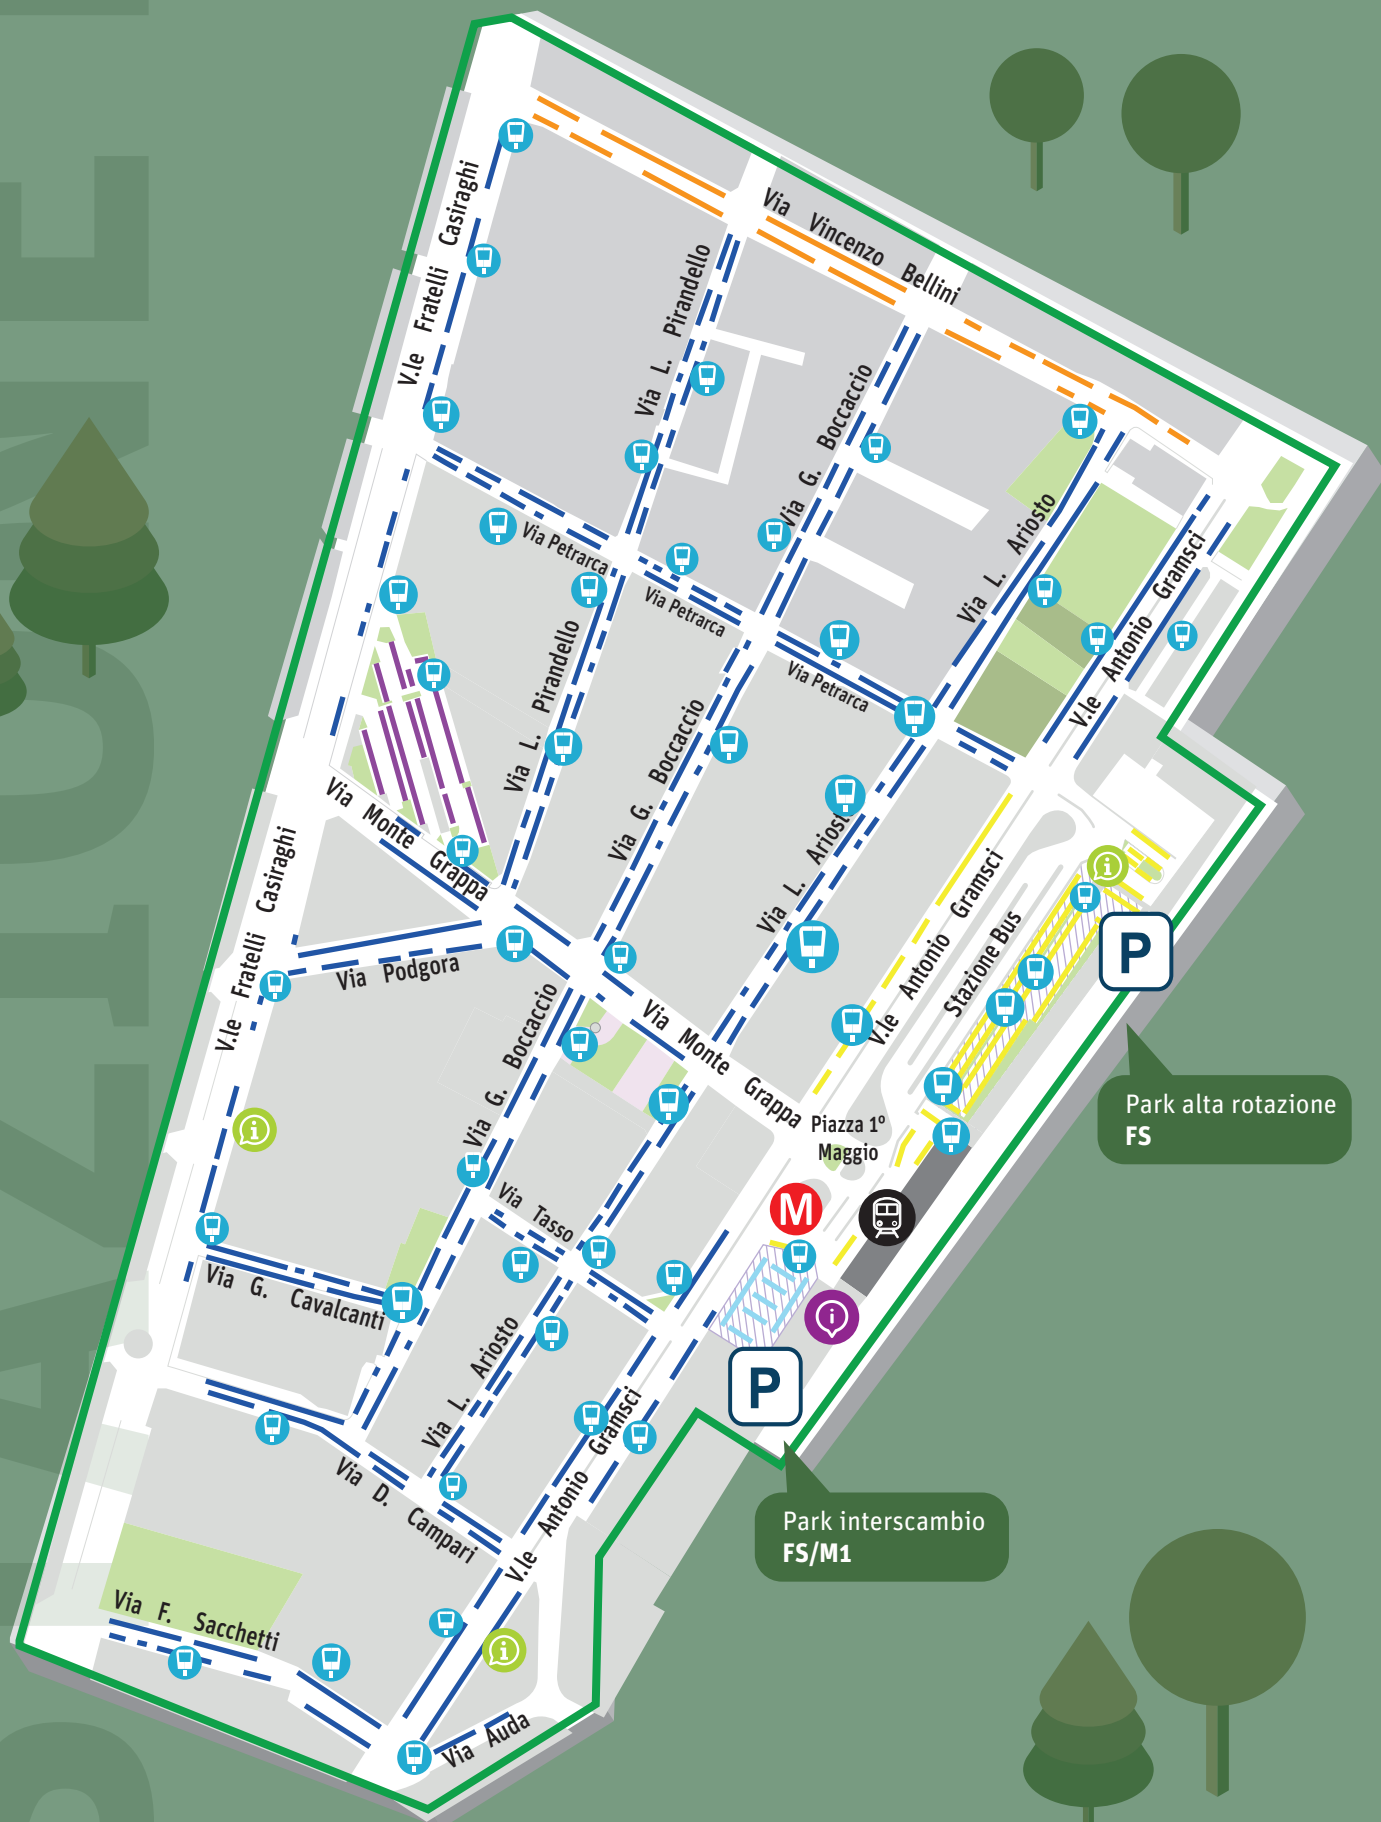 V.le Fratelli Casiraghi
Via Vincenzo Bellini
Via L. Pirandello
Via G. Boccaccio
Via L. Ariosto
V.le Antonio Gramsci
Via Petrarca
Via Petrarca
Via Petrarca
Via L. Pirandello
Via G. Boccaccio
Via L. Ariosto
Via Monte Grappa
V.le Fratelli Casiraghi
Via Podgora
V.le Antonio Gramsci
Stazione Bus
P
Via Monte Grappa
Via G. Boccaccio
Piazza 1º
Maggio
Park alta rotazione
FS
M
Via Tasso
Via G. Cavalcanti
Via L. Ariosto
P
V.le Antonio Gramsci
Via D. Campari
Park interscambio
FS/M1
Via F. Sacchetti
Via Auda